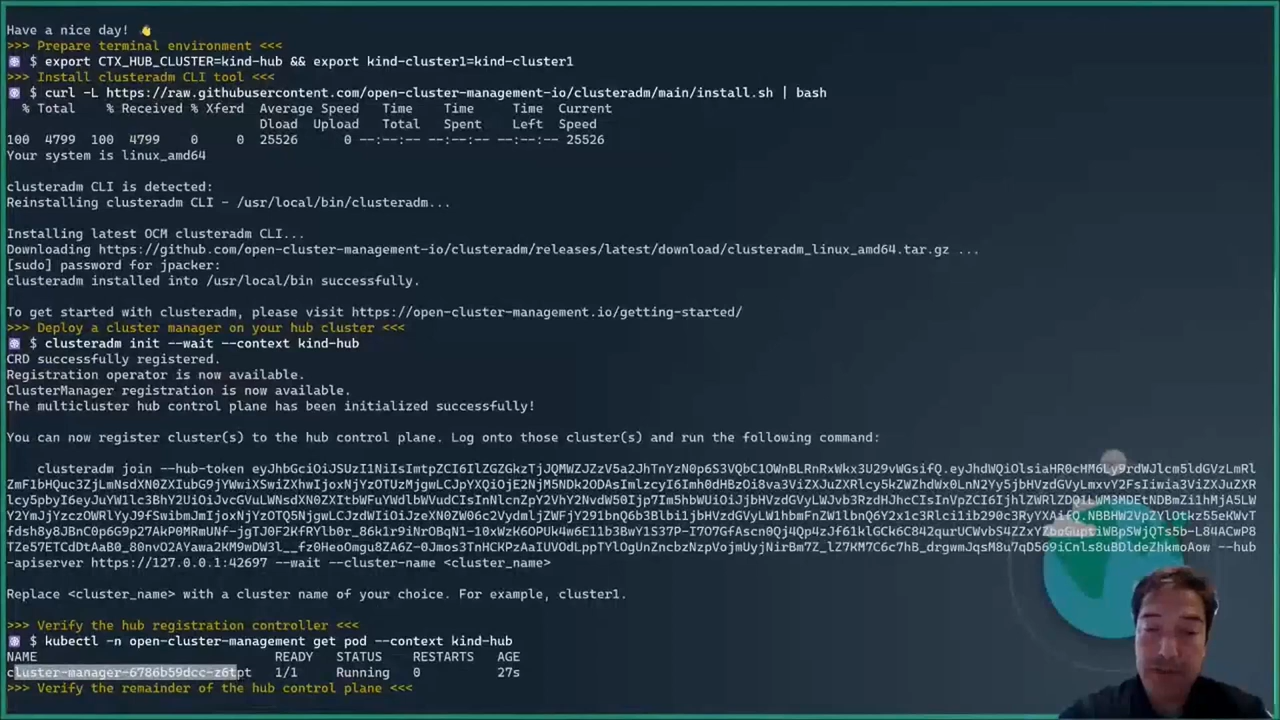 Have a nice day! 👋
>>> Prepare terminal environment <<<
$ export CTX_HUB_CLUSTER=kind-hub && export kind-cluster1=kind-cluster1
>>> Install clusteradm CLI tool <<<
$ curl -L https://raw.githubusercontent.com/open-cluster-management-io/clusteradm/main/install.sh | bash
% Total % Received % Xferd Average Speed Time Time Time Current
Dload Upload Total Spent Left Speed
100 4799 100 4799 0 0 25526 0 --:--:-- --:--:-- --:--:-- 25526
Your system is linux_amd64
clusteradm CLI is detected:
Reinstalling clusteradm CLI - /usr/local/bin/clusteradm...
Installing latest OCM clusteradm CLI...
Downloading https://github.com/open-cluster-management-io/clusteradm/releases/latest/download/clusteradm_linux_amd64.tar.gz ...
[sudo] password for jpacker:
clusteradm installed into /usr/local/bin successfully.
To get started with clusteradm, please visit https://open-cluster-management.io/getting-started/
>>> Deploy a cluster manager on your hub cluster <<<
$ clusteradm init --wait --context kind-hub
CRD successfully registered.
Registration operator is now available.
ClusterManager registration is now available.
The multicluster hub control plane has been initialized successfully!
You can now register cluster(s) to the hub control plane. Log onto those cluster(s) and run the following command:
clusteradm join --hub-token
--hub
-apiserver https://127.0.0.1:42697 --wait --cluster-name <cluster_name>
Replace <cluster_name> with a cluster name of your choice. For example, cluster1.
>>> Verify the hub registration controller <<<
$ kubectl -n open-cluster-management get pod --context kind-hub
NAME READY STATUS RESTARTS AGE
cluster-manager-6786b59dcc-z6tpt 1/1 Running 0 27s
>>> Verify the remainder of the hub control plane <<<